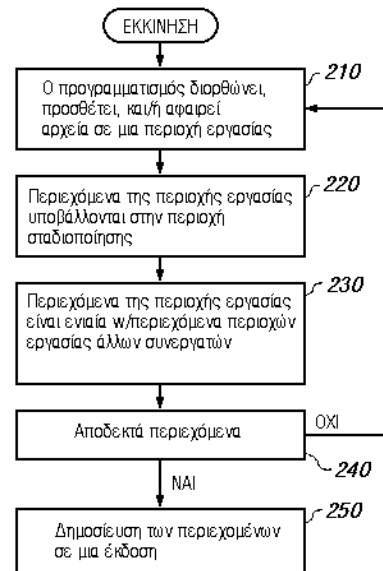 ΕΚΚΙΝΗΣΗ
210
Ο προγραμματισμός διορθώνει,
προσθέτει, και/ή αφαιρεί
αρχεία σε μια περιοχή εργασίας
220
Περιεχόμενα της περιοχής εργασίας
υποβάλλονται στην περιοχή
σταδιοποίησης
230
Περιεχόμενα της περιοχής εργασίας
είναι ενιαία w/περιεχόμενα περιοχών
εργασίας άλλων συνεργατών
Αποδεκτά περιεχόμενα
ΟΧΙ
240
ΝΑΙ
250
Δημοσίευση των περιεχομένων
σε μια έκδοση